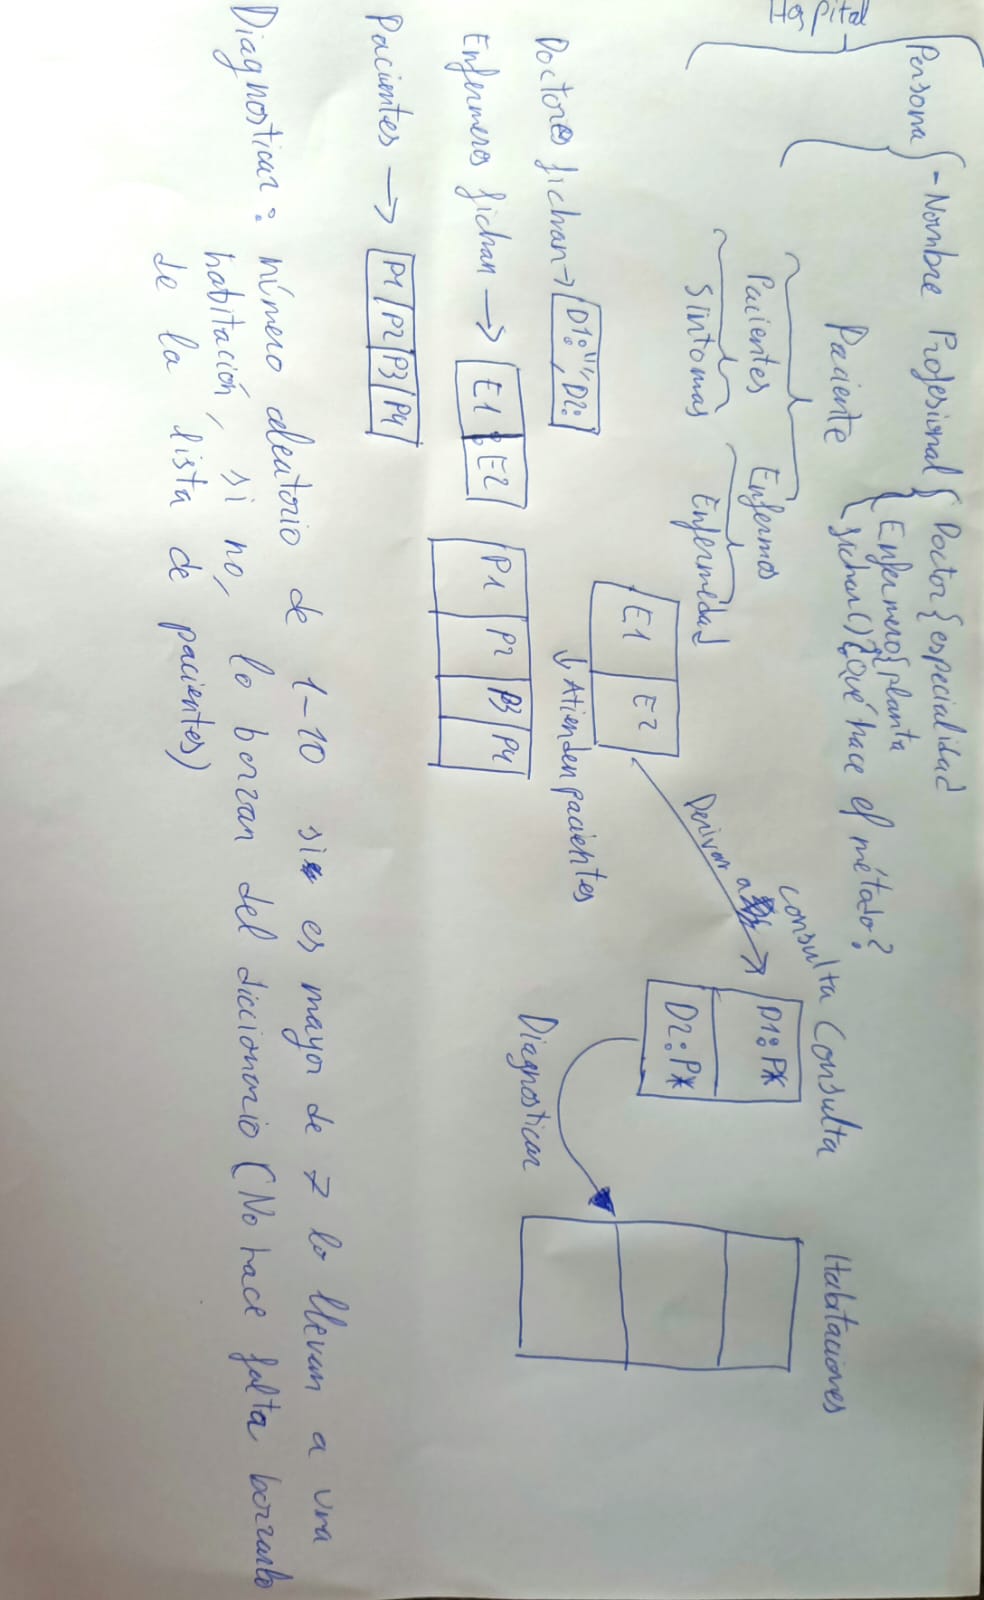 Hospital
Persona
-Nombre Profesional
Doctor{especialidad
Enfermero{planta
fichar()¿Qué hace el método?
Paciente
Pacientes Enfermos
Síntomas Enfermedad
E1 E2
Derivar a consulta
Consulta
D1: P*
D2: P*
Habitaciones
Diagnosticar
↓ Atienden pacientes
P1 P2 P3 P4
Doctores fichan → D1:"", D2:
Enfermeros fichan → E1 : E2
Pacientes → P1 P2 P3 P4
Diagnosticar: número aleatorio de 1-10 si es mayor de 7 lo llevan a una
habitación, si no, lo borran del diccionario (No hace falta borrarlo
de la lista de pacientes)